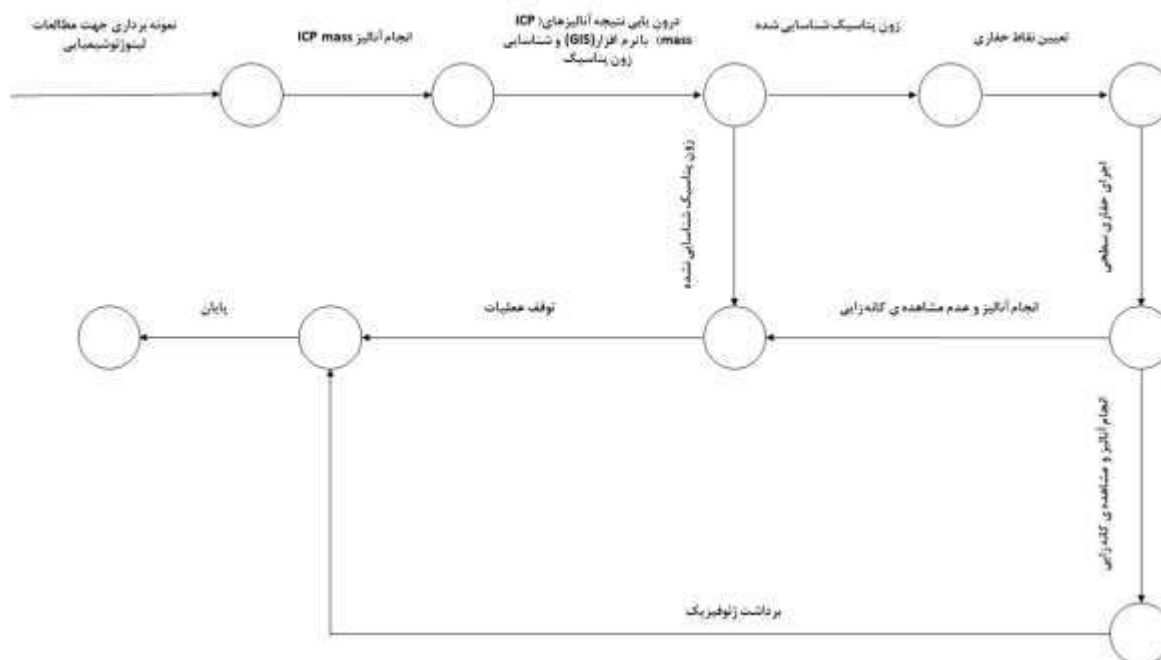 نمونه برداری جهت مطالعات
لیتوژئوشیمیایی
انجام آنالیز ICP mass
درون یابی نتیجه آنالیزهای( ICP
mass) بانرم افزار(GIS) و شناسایی
زون پتاسیک
زون پتاسیک شناسایی شده
تعیین نقاط حفاری
زون پتاسیک شناسایی نشده
اجرای حفاری سطحی
انجام آنالیز و عدم مشاهده ی کانه زایی
توقف عملیات
پایان
انجام آنالیز و مشاهده ی کانه زایی
برداشت ژئوفیزیک